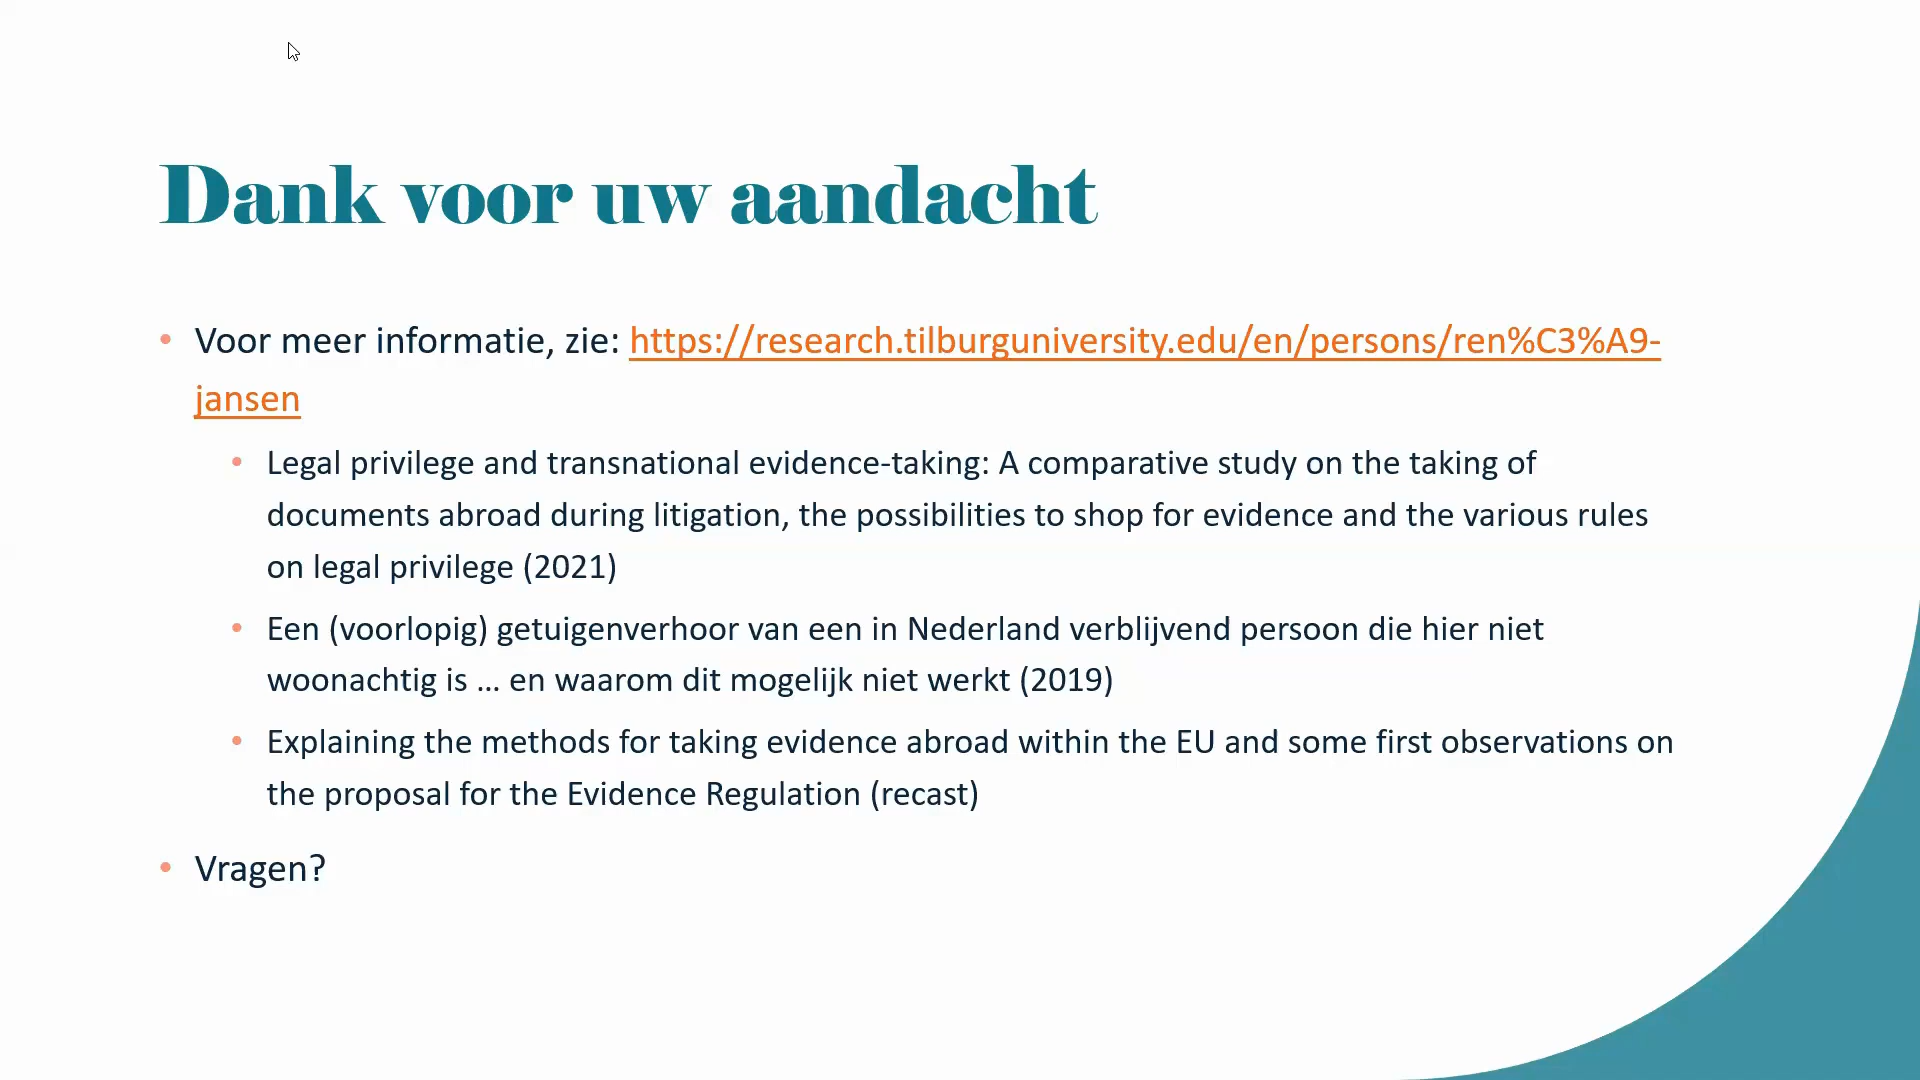 Dank voor uw aandacht
• Voor meer informatie, zie: https://research.tilburguniversity.edu/en/persons/ren%C3%A9-
jansen
• Legal privilege and transnational evidence-taking: A comparative study on the taking of
documents abroad during litigation, the possibilities to shop for evidence and the various rules
on legal privilege (2021)
• Een (voorlopig) getuigenverhoor van een in Nederland verblijvend persoon die hier niet
woonachtig is ... en waarom dit mogelijk niet werkt (2019)
• Explaining the methods for taking evidence abroad within the EU and some first observations on
the proposal for the Evidence Regulation (recast)
• Vragen?